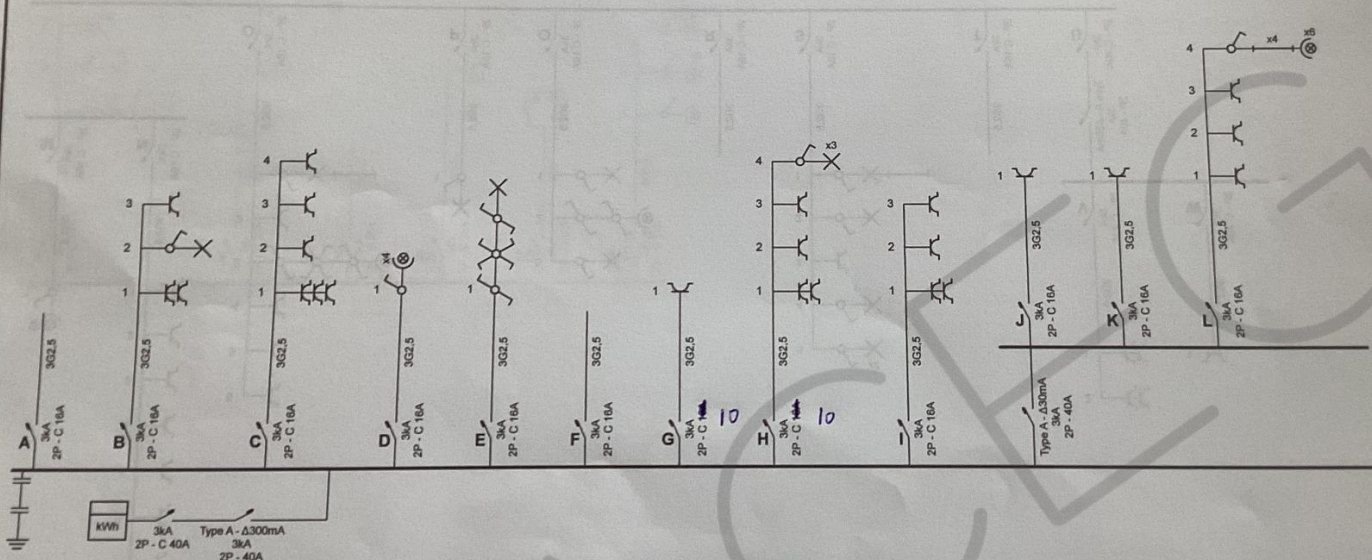 4
x4
x6
3
2
1
4
3
2
1
3G2,5
L
3kA
2P - C 16A
1
3G2,5
K
3kA
2P - C 16A
1
3G2,5
J
3kA
2P - C 16A
Type A - Δ30mA
3kA
2P - 40A
3
2
1
3G2,5
B
3kA
2P - C 16A
3G2,5
A
3kA
2P - C 16A
4
3
2
1
3G2,5
C
3kA
2P - C 16A
x4
1
3G2,5
D
3kA
2P - C 16A
1
3G2,5
E
3kA
2P - C 16A
3G2,5
F
3kA
2P - C 16A
1
3G2,5
G
3kA
2P - C
10
x3
4
3
2
1
3G2,5
H
3kA
2P - C
10
3
2
1
3G2,5
I
3kA
2P - C 16A
kWh
3kA
2P - C 40A
Type A - Δ300mA
3kA
2P - 40A